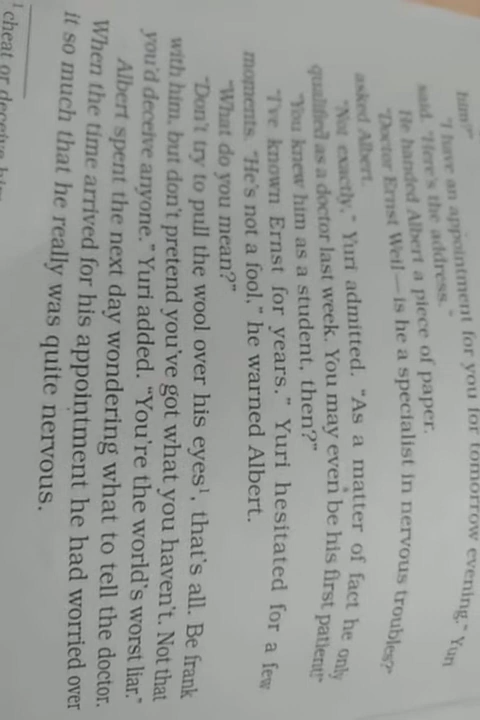 him?"
"I have an appointment for you for tomorrow evening," Yuri
said. "Here's the address."
He handed Albert a piece of paper.
"Doctor Ernst Weil—is he a specialist in nervous troubles?"
asked Albert.
"Not exactly," Yuri admitted. "As a matter of fact he only
qualified as a doctor last week. You may even be his first patient!"
"You knew him as a student, then?"
"I've known Ernst for years." Yuri hesitated for a few
moments. "He's not a fool," he warned Albert.
"What do you mean?"
"Don't try to pull the wool over his eyes¹, that's all. Be frank
with him, but don't pretend you've got what you haven't. Not that
you'd deceive anyone," Yuri added. "You're the world's worst liar."
Albert spent the next day wondering what to tell the doctor.
When the time arrived for his appointment he had worried over
it so much that he really was quite nervous.
¹ cheat or deceive him